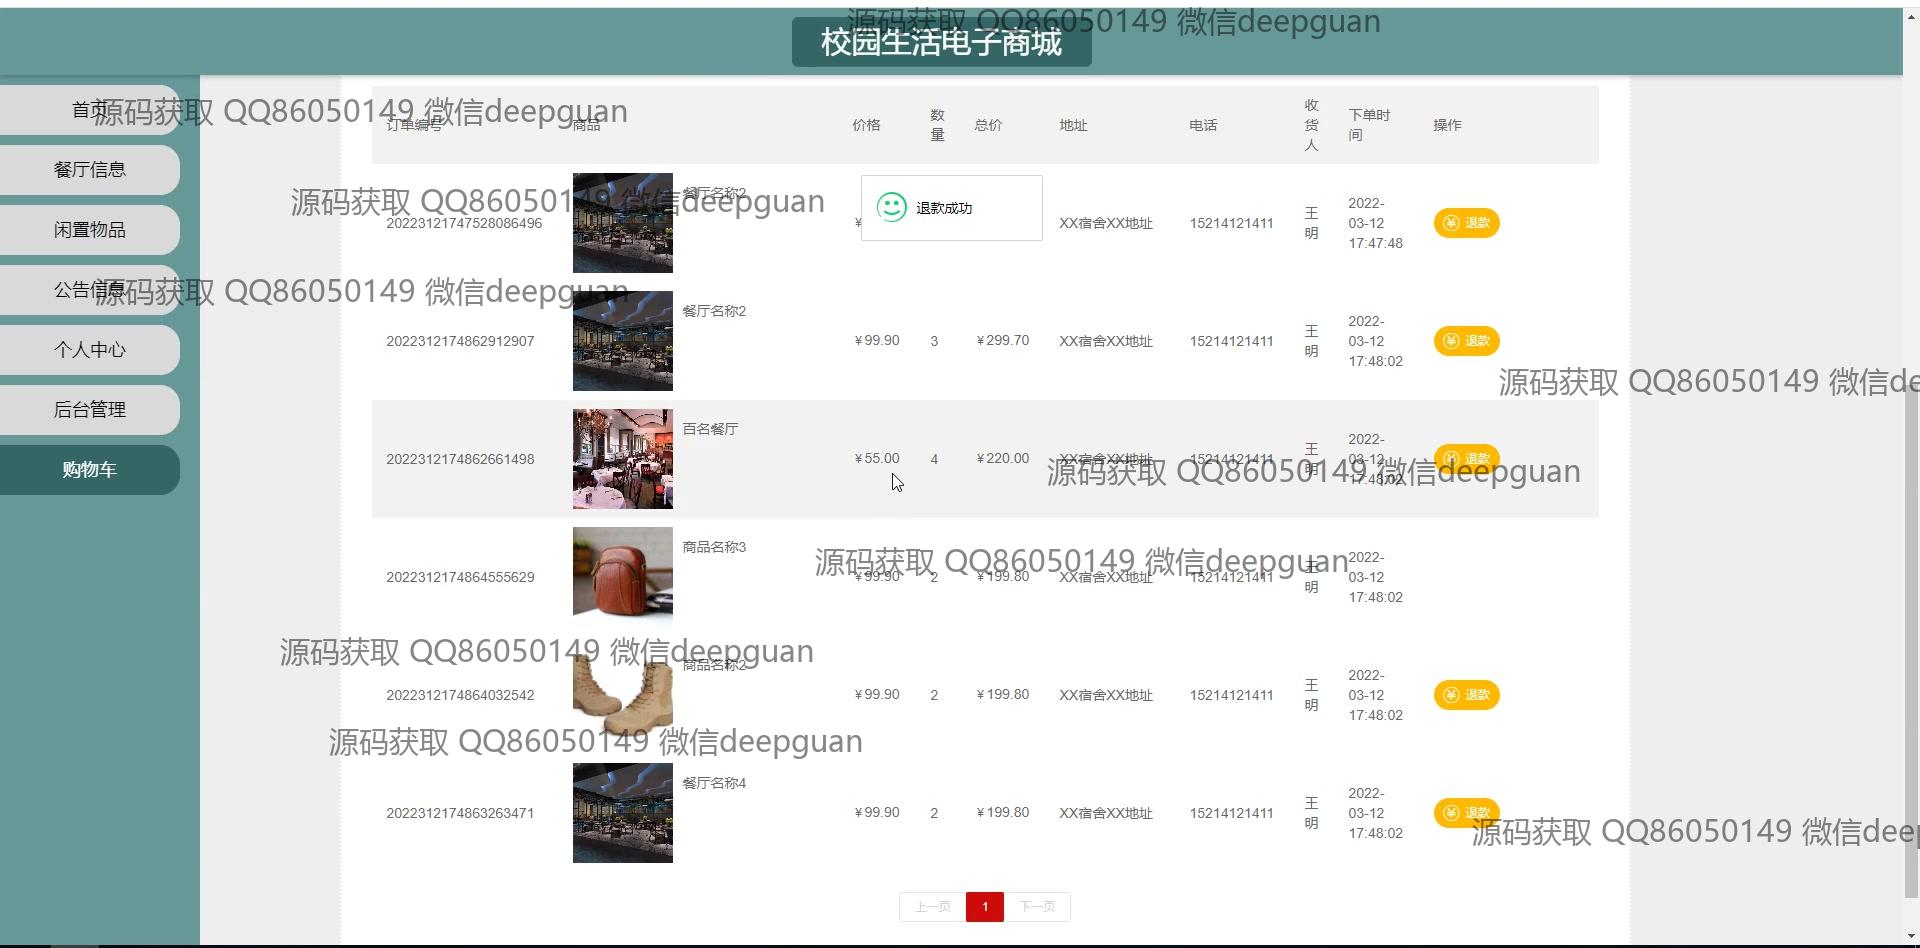 源码获取 QQ86050149 微信deepguan
校园生活电子商城
首页
餐厅信息
闲置物品
公告信息
个人中心
后台管理
购物车
源码获取 QQ86050149 微信deepguan
订单编号 商品 价格 数量 总价 地址 电话 收货人 下单时间 操作
源码获取 QQ86050149 微信deepguan
20223121747528086496 餐厅名称2 ¥ XX宿舍XX地址 15214121411 王明 2022-03-12 17:47:48 退款
退款成功
源码获取 QQ86050149 微信deepguan
2022312174862912907 餐厅名称2 ¥99.90 3 ¥299.70 XX宿舍XX地址 15214121411 王明 2022-03-12 17:48:02 退款
源码获取 QQ86050149 微信de
2022312174862661498 百名餐厅 ¥55.00 4 ¥220.00 XX宿舍XX地址 15214121411 王明 2022-03-12 17:48:02 退款
源码获取 QQ86050149 微信deepguan
2022312174864555629 商品名称3 ¥99.90 2 ¥199.80 XX宿舍XX地址 15214121411 王明 2022-03-12 17:48:02
源码获取 QQ86050149 微信deepguan
源码获取 QQ86050149 微信deepguan
2022312174864032542 商品名称2 ¥99.90 2 ¥199.80 XX宿舍XX地址 15214121411 王明 2022-03-12 17:48:02 退款
源码获取 QQ86050149 微信deepguan
2022312174863263471 餐厅名称4 ¥99.90 2 ¥199.80 XX宿舍XX地址 15214121411 王明 2022-03-12 17:48:02 退款
源码获取 QQ86050149 微信deep
上一页 1 下一页